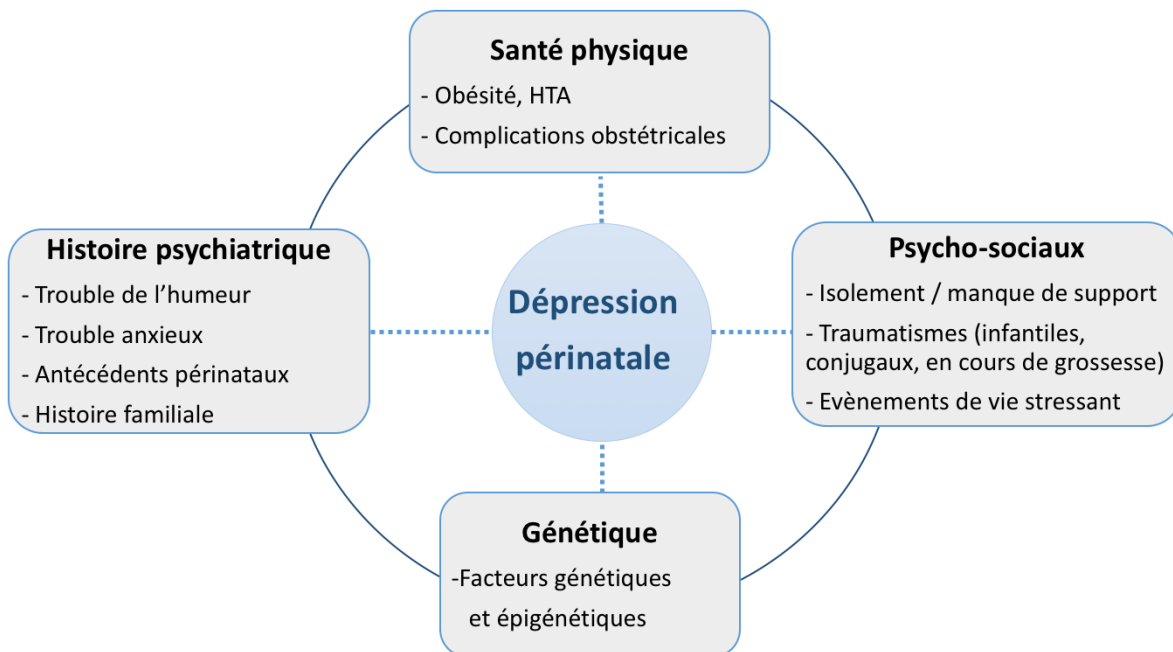 Santé physique
- Obésité, HTA
- Complications obstétricales
Histoire psychiatrique
- Trouble de l’humeur
- Trouble anxieux
- Antécédents périnataux
- Histoire familiale
Dépression
périnatale
Psycho-sociaux
- Isolement / manque de support
- Traumatismes (infantiles,
conjugaux, en cours de grossesse)
- Evènements de vie stressant
Génétique
-Facteurs génétiques
et épigénétiques